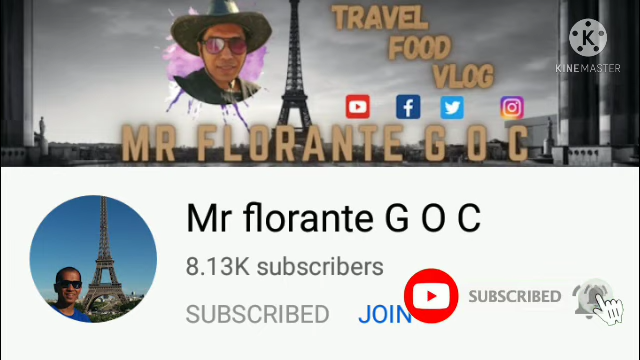 TRAVEL
FOOD
VLOG
KINEMASTER
MR FLORANTE G O C
Mr florante G O C
8.13K subscribers
SUBSCRIBED JOIN
SUBSCRIBED